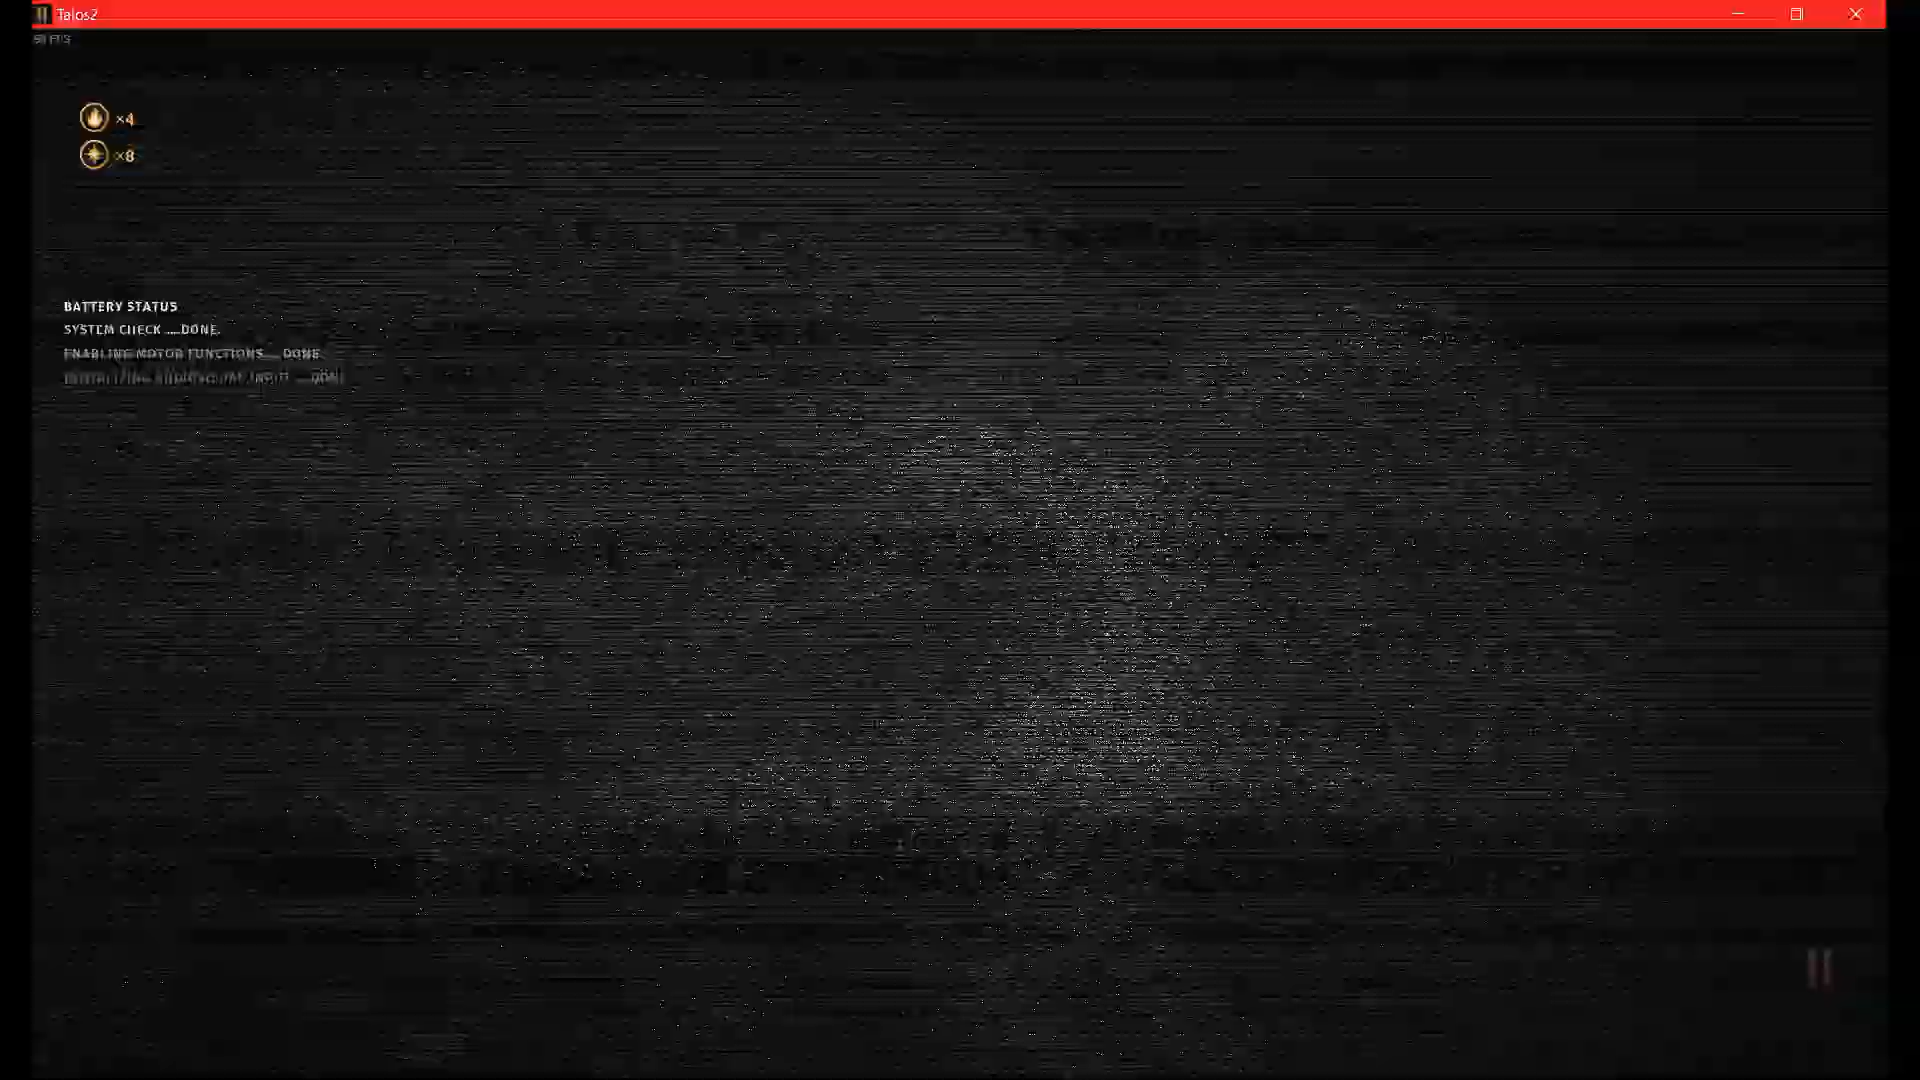 Talos2
×4
×8
BATTERY STATUS
SYSTEM CHECK ....DONE.
ENABLING MOTOR FUNCTIONS.... DONE